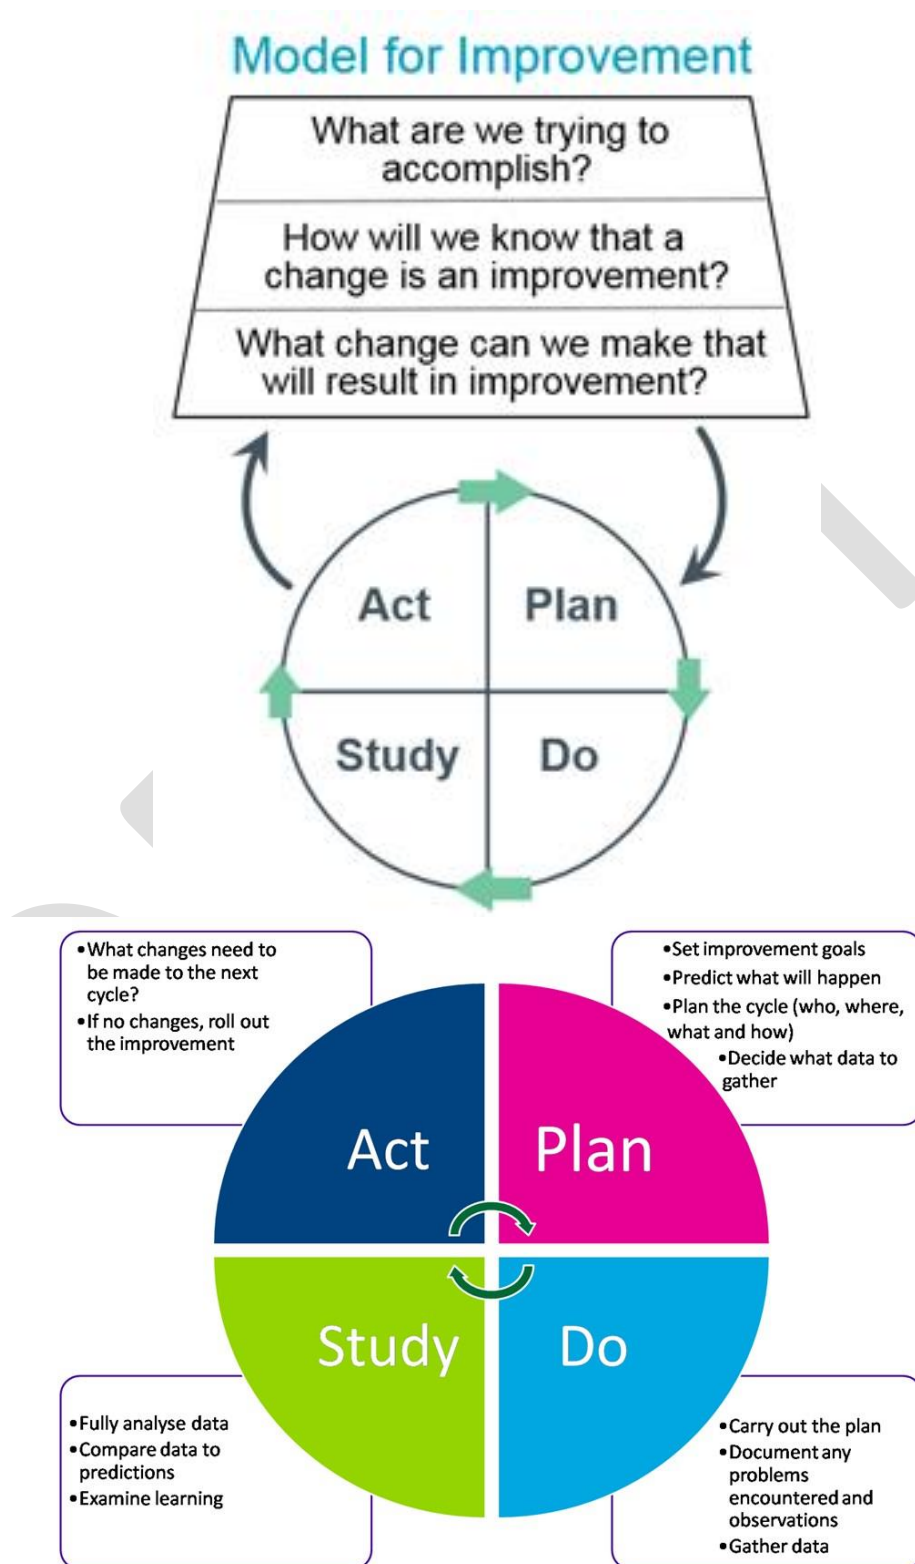 Model for Improvement
What are we trying to
accomplish?
How will we know that a
change is an improvement?
What change can we make that
will result in improvement?
Act
Plan
Study
Do
•What changes need to
be made to the next
cycle?
•If no changes, roll out
the improvement
•Set improvement goals
•Predict what will happen
•Plan the cycle (who, where,
what and how)
•Decide what data to
gather
Act
Plan
Study
Do
•Fully analyse data
•Compare data to
predictions
•Examine learning
•Carry out the plan
•Document any
problems
encountered and
observations
•Gather data